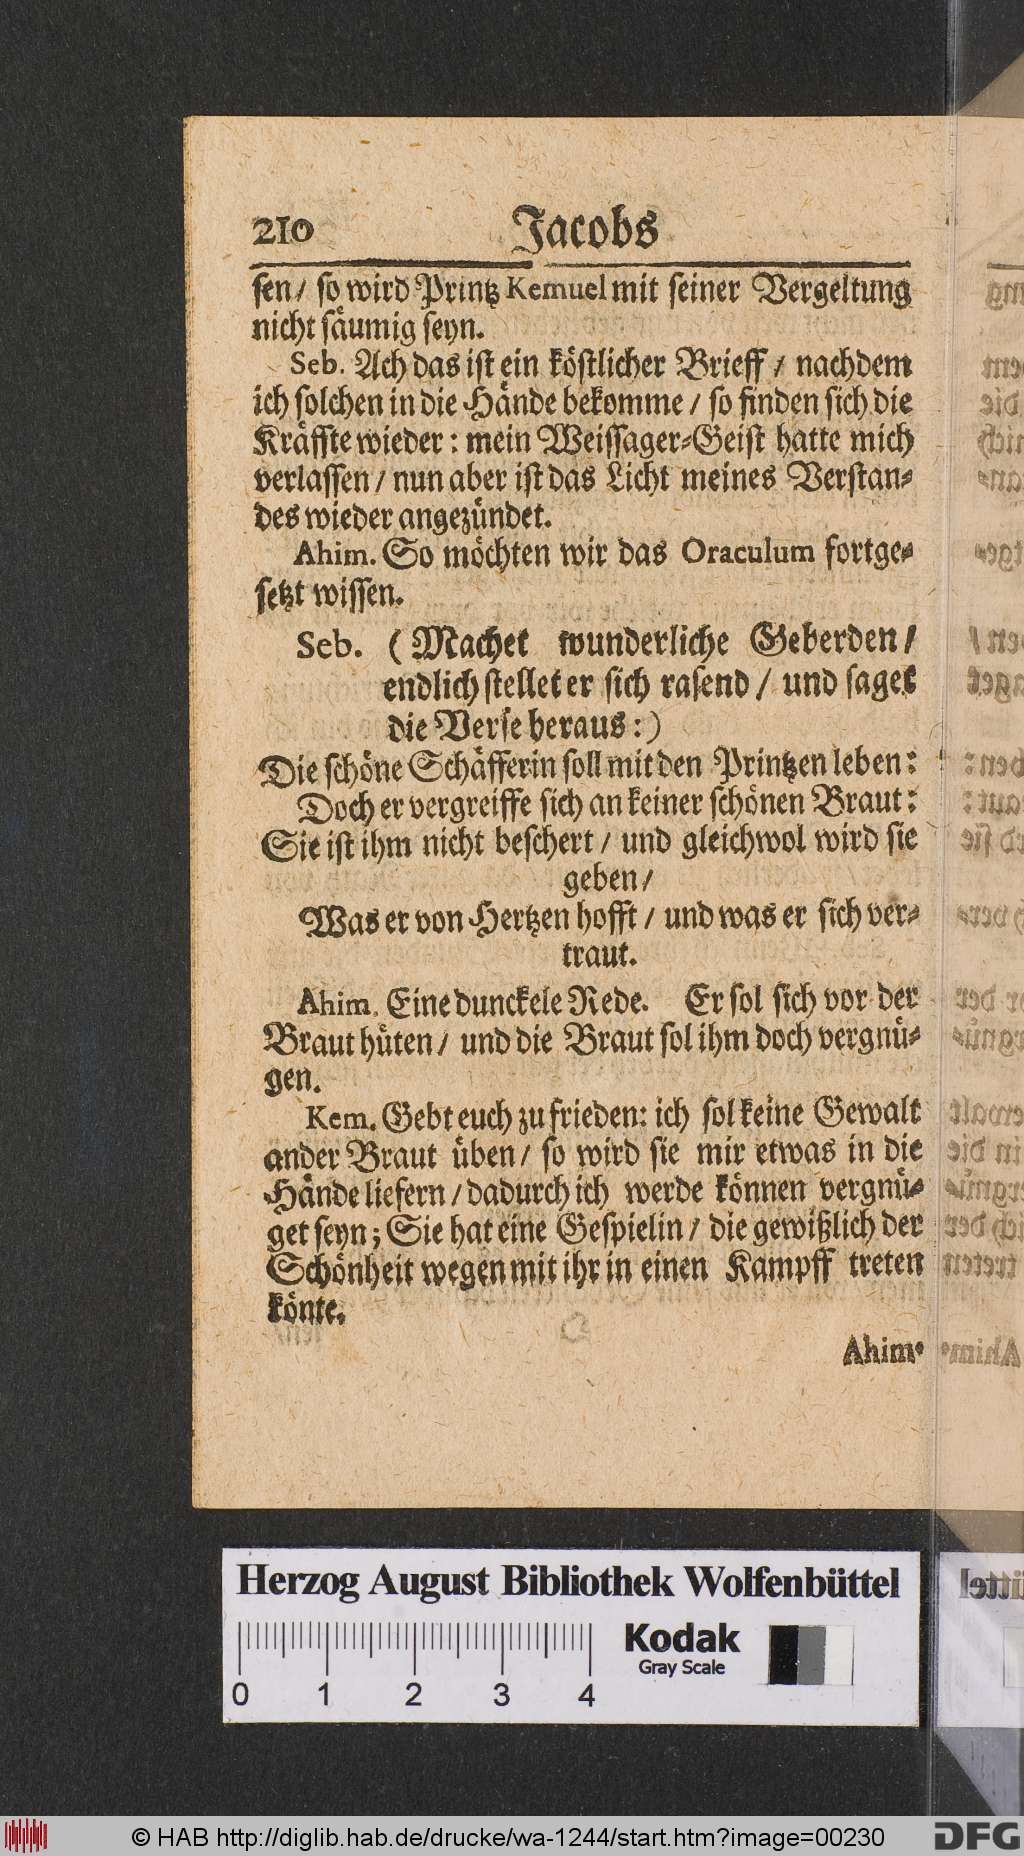 210 Jacobs
sen/ so wird Printz Kemuel mit seiner Vergeltung
nicht säumig seyn.
Seb. Ach das ist ein köstlicher Brieff / nachdem
ich solchen in die Hände bekomme / so finden sich die
Kräffte wieder: mein Weissager-Geist hatte mich
verlassen / nun aber ist das Licht meines Verstan-
des wieder angezündet.
Ahim. So möchten wir das Oraculum fortge-
setzt wissen.
Seb. (Machet wunderliche Geberden /
endlich stellet er sich rasend / und saget
die Verse heraus:)
Die schöne Schäfferin soll mit den Printzen leben:
Doch er vergreiffe sich an keiner schönen Braut:
Sie ist ihm nicht beschert / und gleichwol wird sie
geben /
Was er von Hertzen hofft / und was er sich ver-
traut.
Ahim. Eine dunckele Rede. Er sol sich vor der
Braut hüten / und die Braut sol ihm doch vergnü-
gen.
Kem. Gebt euch zu frieden: ich sol keine Gewalt
an der Braut üben / so wird sie mir etwas in die
Hände liefern / dadurch ich werde können vergnü-
get seyn; Sie hat eine Gespielin / die gewißlich der
Schönheit wegen mit ihr in einen Kampff treten
könte.
Ahim.
Herzog August Bibliothek Wolfenbüttel
Kodak
Gray Scale
0 1 2 3 4
© HAB http://diglib.hab.de/drucke/wa-1244/start.htm?image=00230
DFG